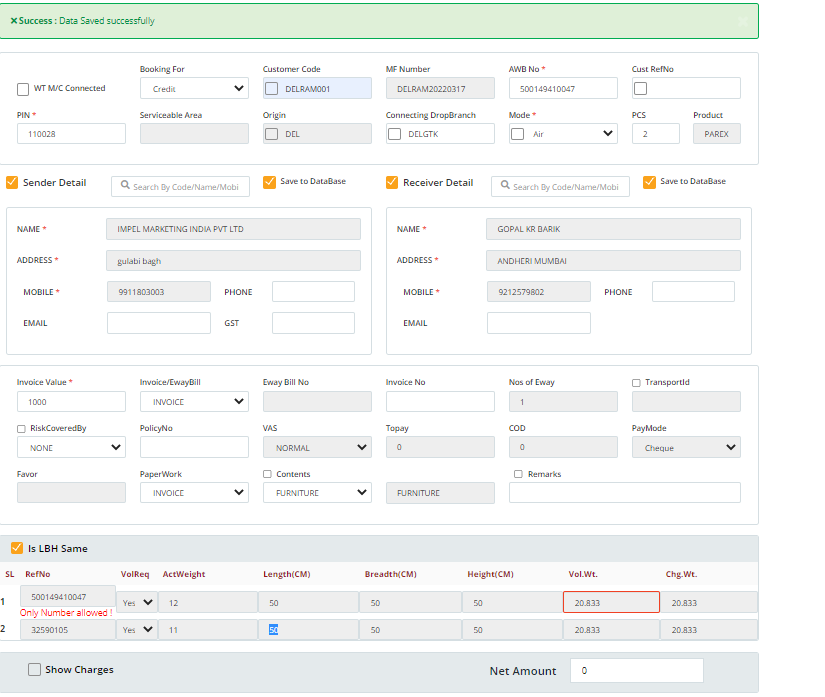 ×Success : Data Saved successfully
WT M/C Connected
Booking For Customer Code MF Number AWB No * Cust RefNo
Credit DELRAM001 DELRAM20220317 500149410047
PIN * Serviceable Area Origin Connecting DropBranch Mode * PCS Product
110028 DEL DELGTK Air 2 PAREX
Sender Detail Search By Code/Name/Mobi Save to DataBase Receiver Detail Search By Code/Name/Mobi Save to DataBase
NAME * IMPEL MARKETING INDIA PVT LTD NAME * GOPAL KR BARIK
ADDRESS * gulabi bagh ADDRESS * ANDHERI MUMBAI
MOBILE * 9911803003 PHONE MOBILE * 9212579802 PHONE
EMAIL GST EMAIL
Invoice Value * Invoice/EwayBill Eway Bill No Invoice No Nos of Eway TransportId
1000 INVOICE 1
RiskCoveredBy PolicyNo VAS Topay COD PayMode
NONE NORMAL 0 0 Cheque
Favor PaperWork Contents Remarks
INVOICE FURNITURE FURNITURE
Is LBH Same
SL RefNo VolReq ActWeight Length(CM) Breadth(CM) Height(CM) Vol.Wt. Chg.Wt.
1 500149410047 Yes 12 50 50 50 20.833 20.833
Only Number allowed !
2 32590105 Yes 11 50 50 50 20.833 20.833
Show Charges Net Amount 0